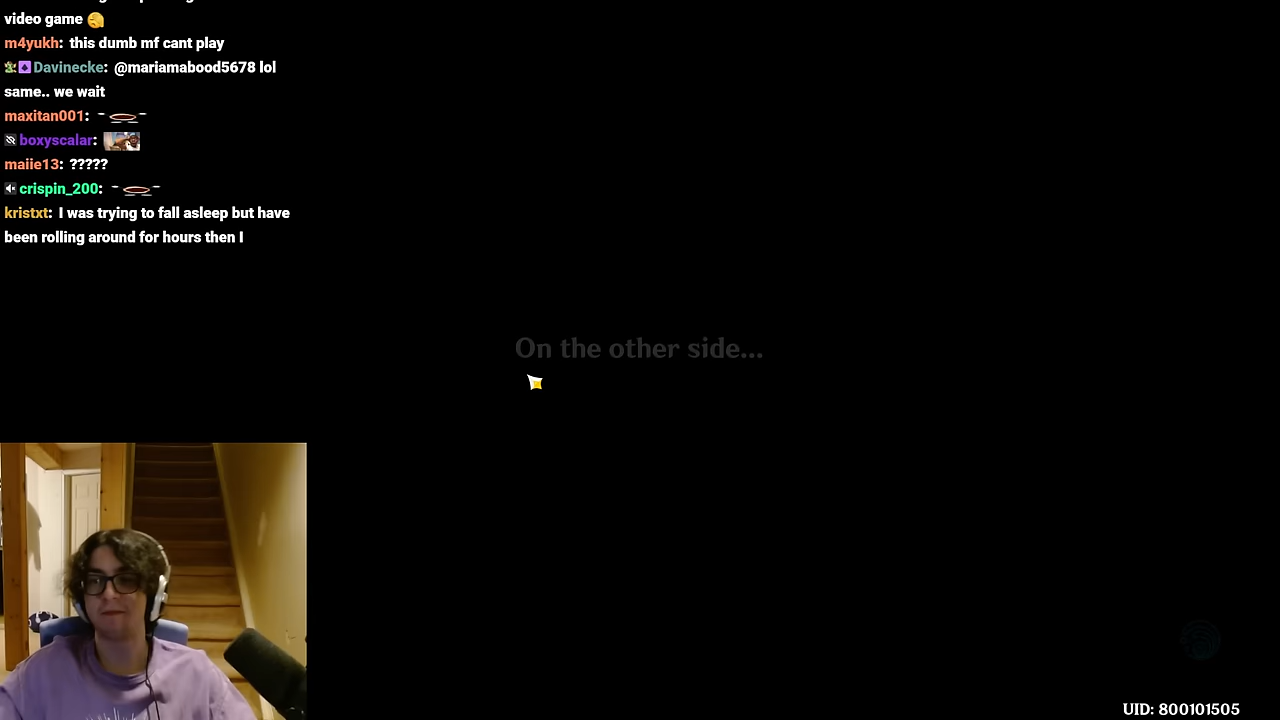 video game
m4yukh: this dumb mf cant play
Davinecke: @mariamabood5678 lol
same.. we wait
maxitan001:
boxyscalar:
maiie13: ?????
crispin_200:
kristxt: I was trying to fall asleep but have
been rolling around for hours then I
On the other side...
UID: 800101505